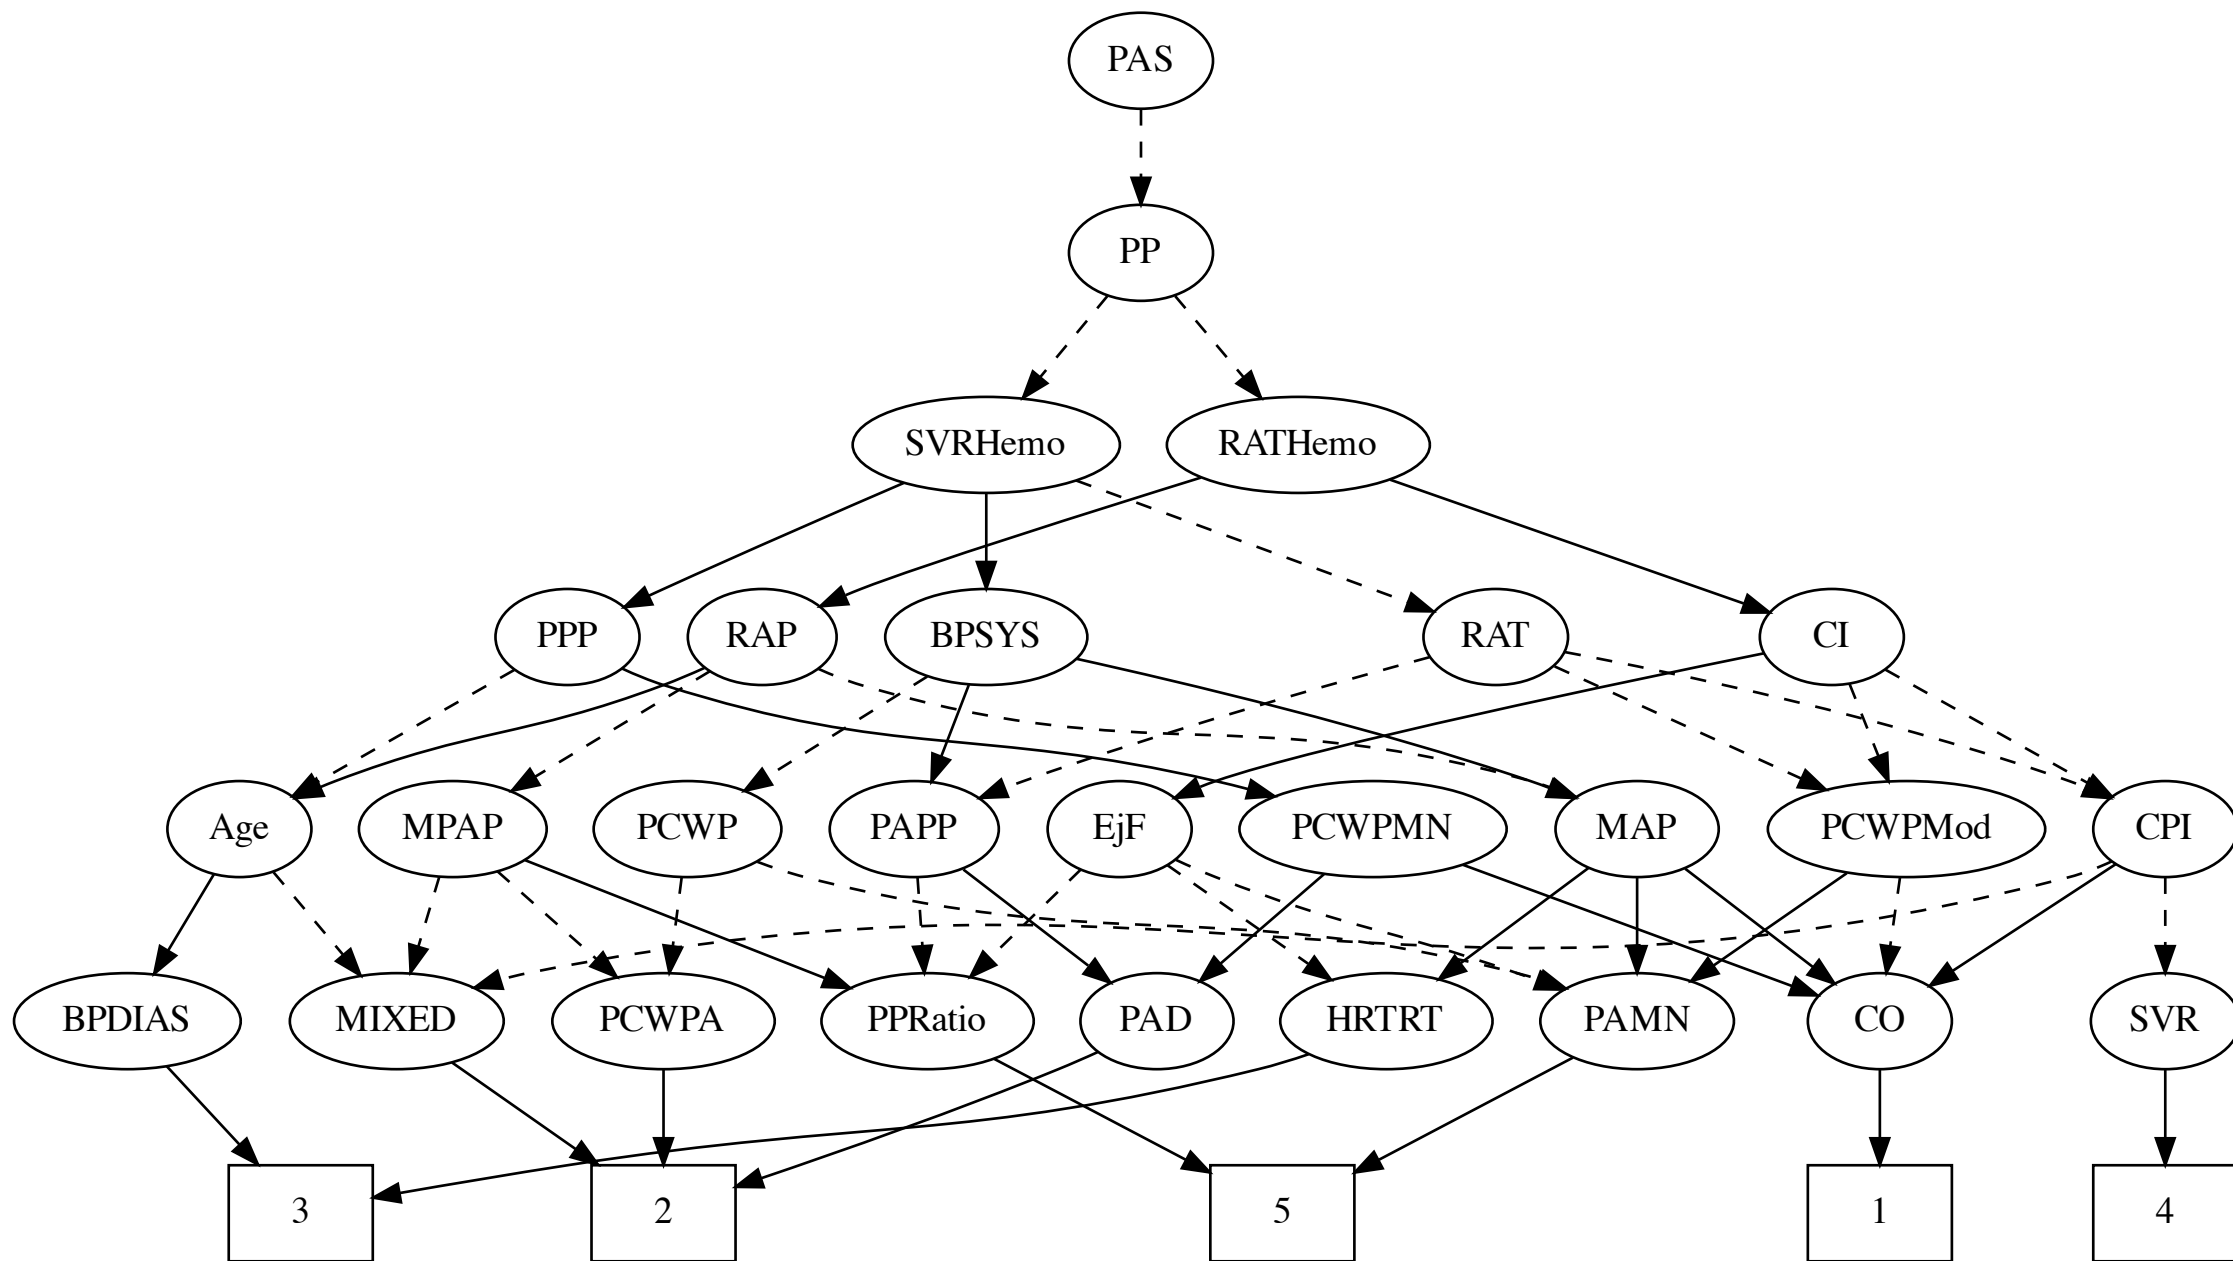 PAS
PP
SVRHemo
RATHemo
PPP
RAP
BPSYS
RAT
CI
Age
MPAP
PCWP
PAPP
EjF
PCWPMN
MAP
PCWPMod
CPI
BPDIAS
MIXED
PCWPA
PPRatio
PAD
HRTRT
PAMN
CO
SVR
3
2
5
1
4